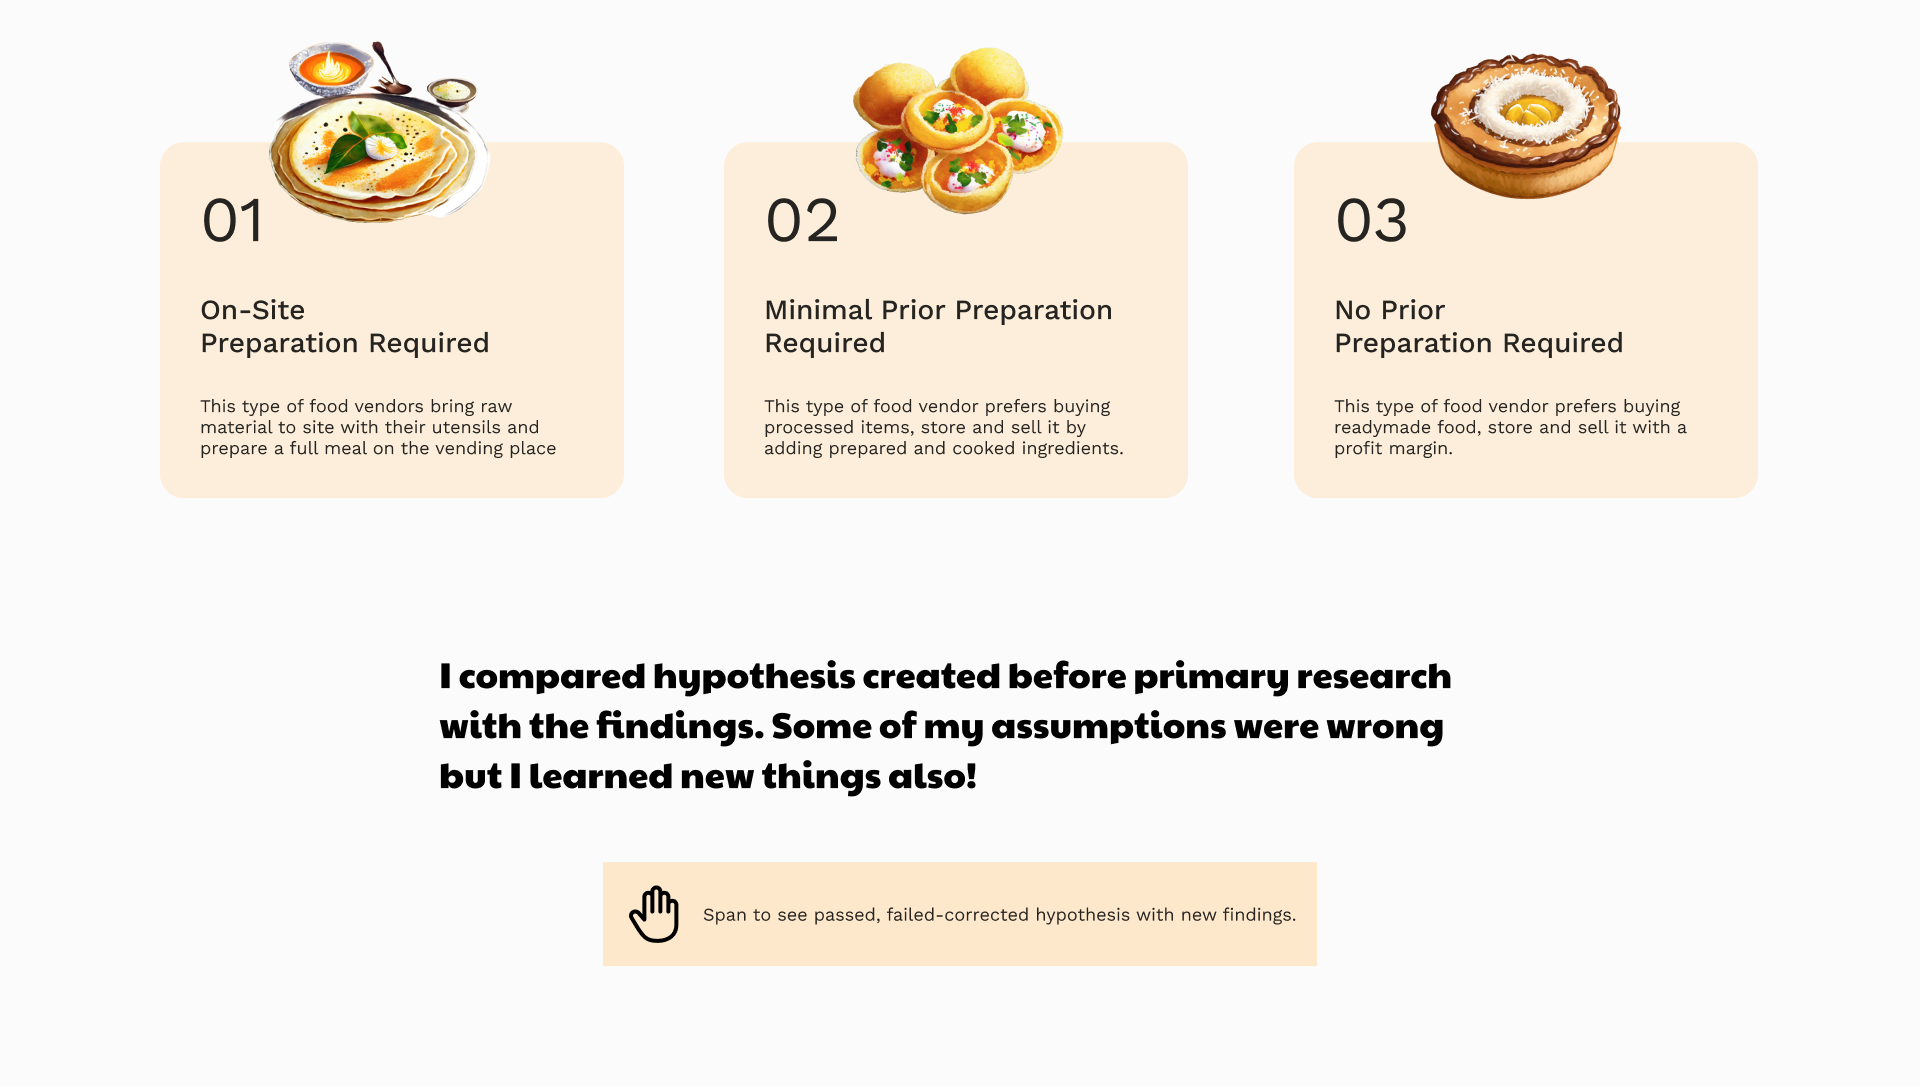 01
On-Site
Preparation Required
This type of food vendors bring raw
material to site with their utensils and
prepare a full meal on the vending place
02
Minimal Prior Preparation
Required
This type of food vendor prefers buying
processed items, store and sell it by
adding prepared and cooked ingredients.
03
No Prior
Preparation Required
This type of food vendor prefers buying
readymade food, store and sell it with a
profit margin.
I compared hypothesis created before primary research
with the findings. Some of my assumptions were wrong
but I learned new things also!
Span to see passed, failed-corrected hypothesis with new findings.